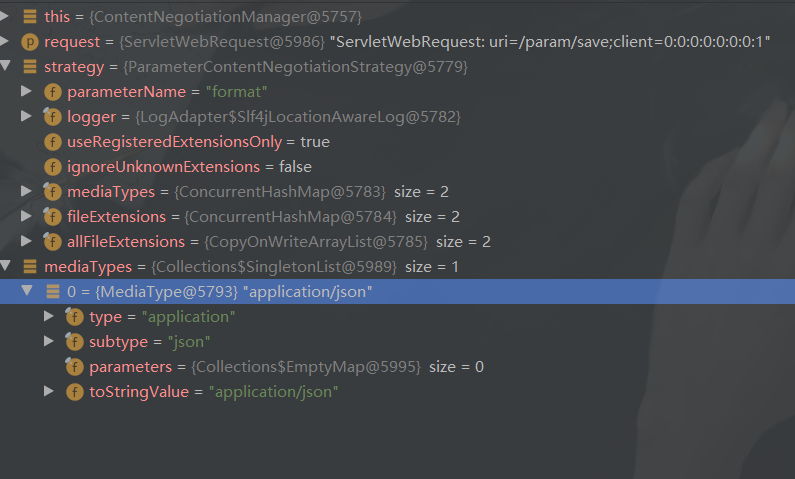 this = {ContentNegotiationManager@5757}
p request = {ServletWebRequest@5986} "ServletWebRequest: uri=/param/save;client=0:0:0:0:0:0:0:1"
strategy = {ParameterContentNegotiationStrategy@5779}
f parameterName = "format"
f logger = {LogAdapter$Slf4jLocationAwareLog@5782}
f useRegisteredExtensionsOnly = true
f ignoreUnknownExtensions = false
f mediaTypes = {ConcurrentHashMap@5783} size = 2
f fileExtensions = {ConcurrentHashMap@5784} size = 2
f allFileExtensions = {CopyOnWriteArrayList@5785} size = 2
mediaTypes = {Collections$SingletonList@5989} size = 1
0 = {MediaType@5793} "application/json"
f type = "application"
f subtype = "json"
f parameters = {Collections$EmptyMap@5995} size = 0
f toStringValue = "application/json"